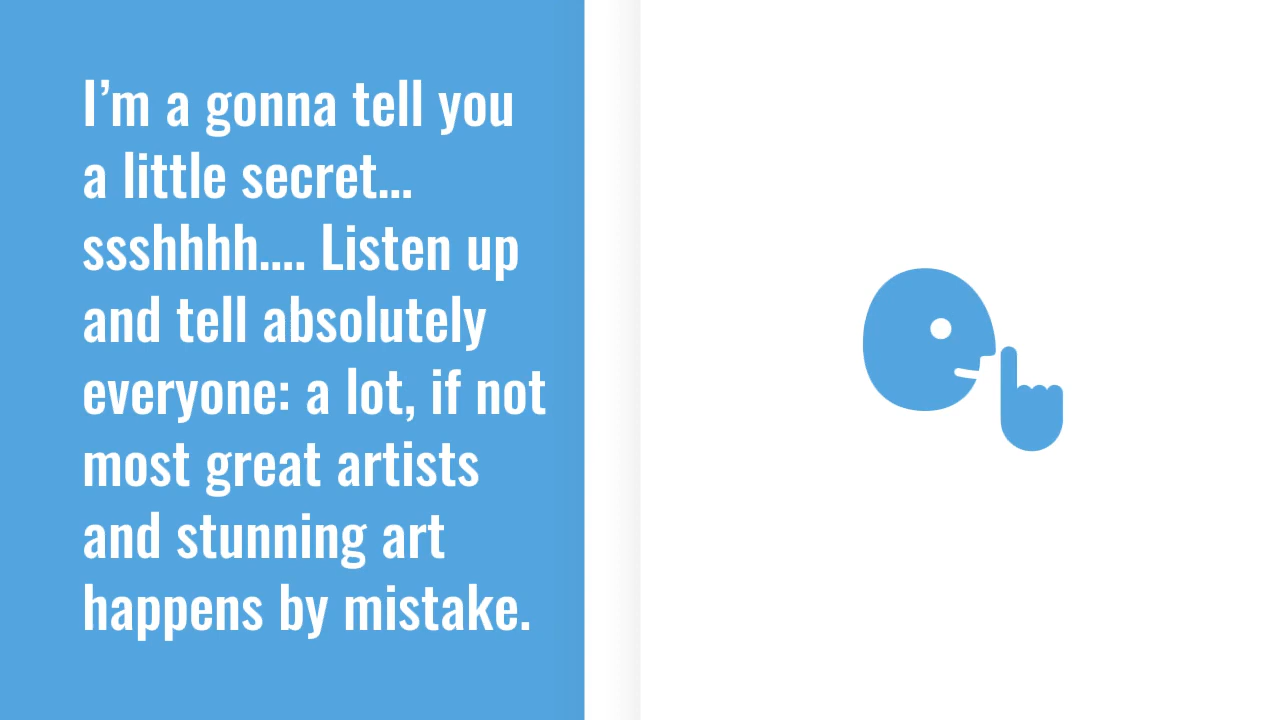 I’m a gonna tell you
a little secret...
ssshhhh.... Listen up
and tell absolutely
everyone: a lot, if not
most great artists
and stunning art
happens by mistake.